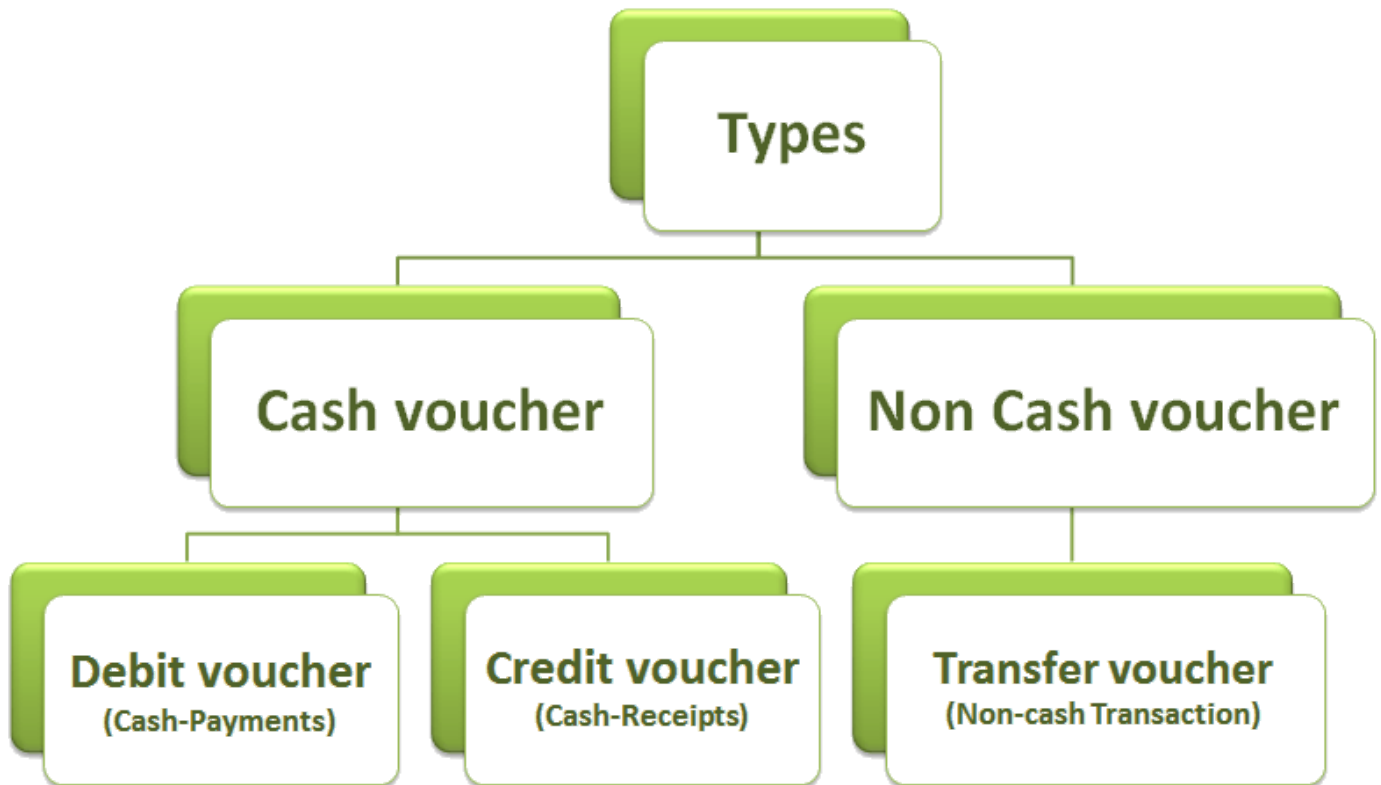 Types
Cash voucher
Non Cash voucher
Debit voucher
(Cash-Payments)
Credit voucher
(Cash-Receipts)
Transfer voucher
(Non-cash Transaction)